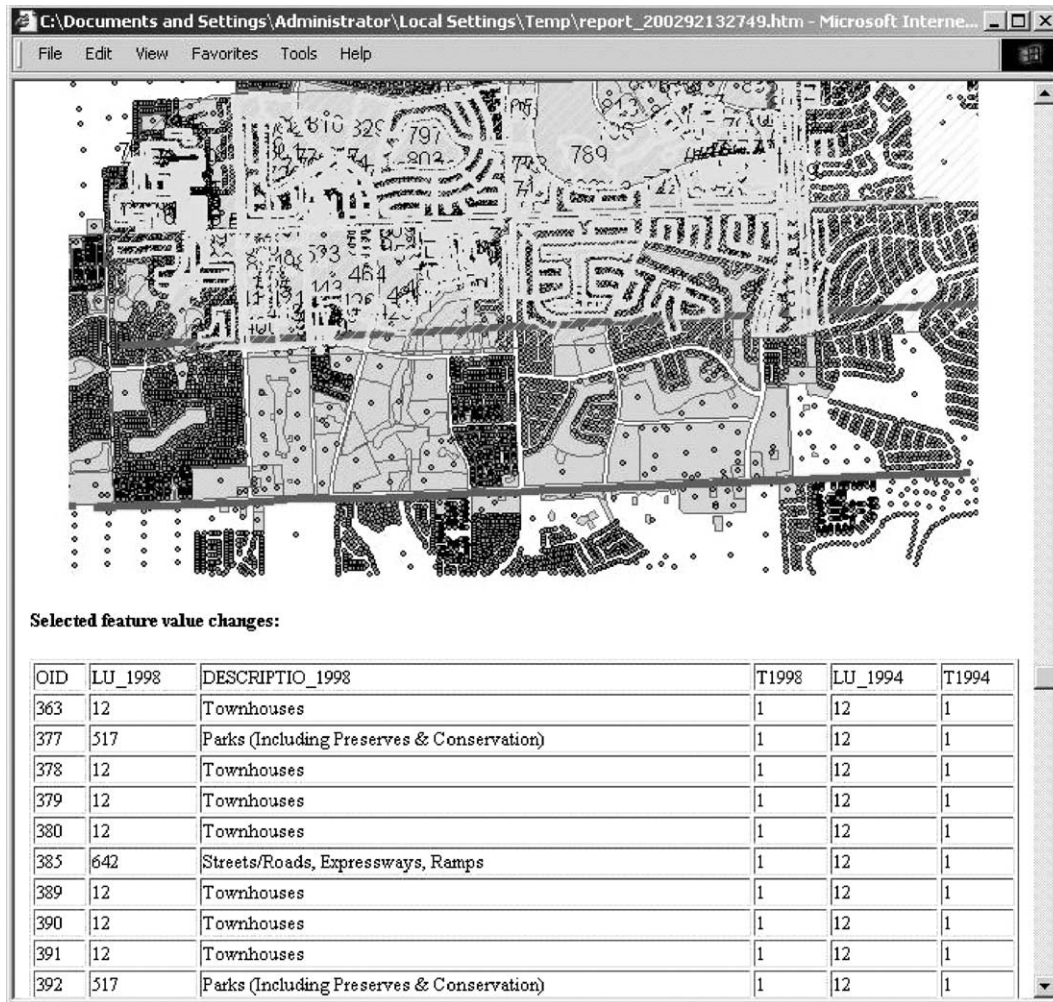 C:\Documents and Settings\Administrator\Local Settings\Temp\report_200292132749.htm - Microsoft Interne...
File Edit View Favorites Tools Help
810
797
803
789
593
464
Selected feature value changes:
OID LU_1998 DESCRIPTIO_1998 T1998 LU_1994 T1994
363 12 Townhouses 1 12 1
377 517 Parks (Including Preserves & Conservation) 1 12 1
378 12 Townhouses 1 12 1
379 12 Townhouses 1 12 1
380 12 Townhouses 1 12 1
385 642 Streets/Roads, Expressways, Ramps 1 12 1
389 12 Townhouses 1 12 1
390 12 Townhouses 1 12 1
391 12 Townhouses 1 12 1
392 517 Parks (Including Preserves & Conservation) 1 12 1